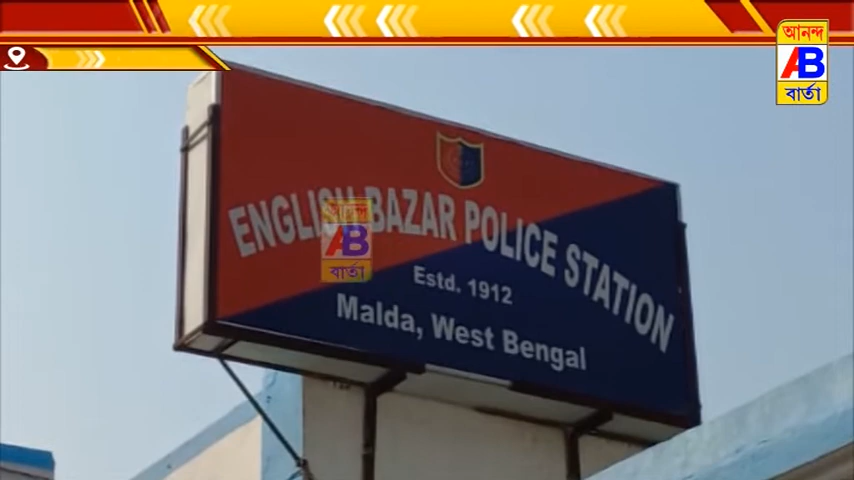 আনন্দ
AB
বার্তা
ENGLISH BAZAR POLICE STATION
আনন্দ
AB
বার্তা
Estd. 1912
Malda, West Bengal